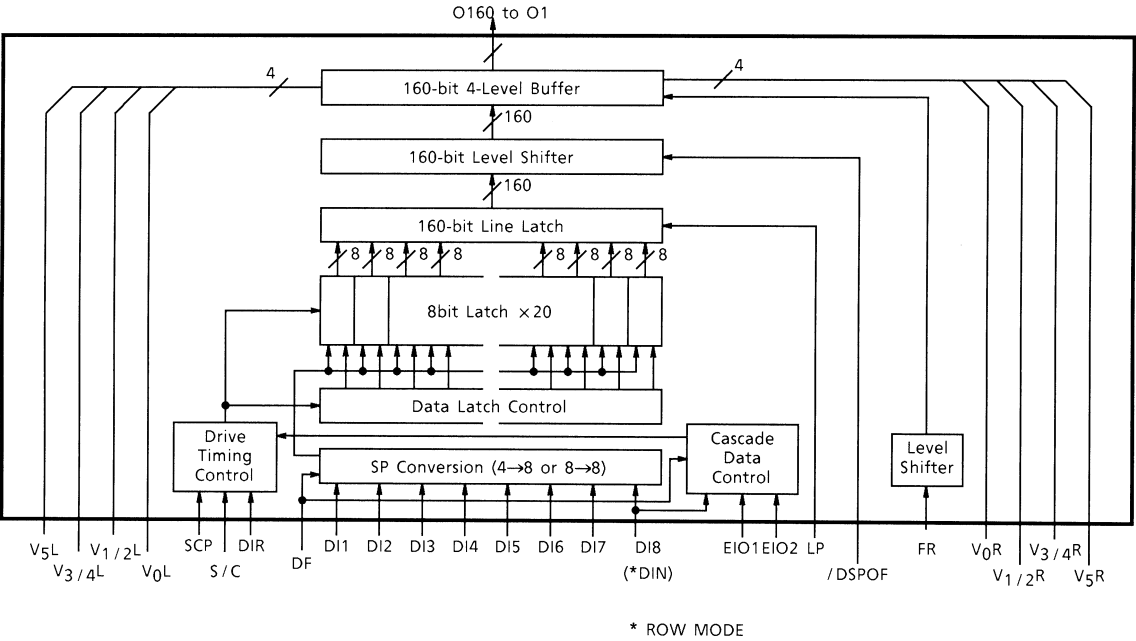 O160 to O1
4
160-bit 4-Level Buffer
4
160
160-bit Level Shifter
160
160-bit Line Latch
8 8 8 8 8 8 8 8
8bit Latch ×20
Data Latch Control
Drive
Timing
Control
SP Conversion (4→8 or 8→8)
Cascade
Data
Control
Level
Shifter
V5L
V3/4L
V1/2L
V0L
SCP
S/C
DIR
DF
DI1
DI2
DI3
DI4
DI5
DI6
DI7
DI8
(*DIN)
EIO1
EIO2
LP
/DSPOF
FR
V0R
V1/2R
V3/4R
V5R
* ROW MODE